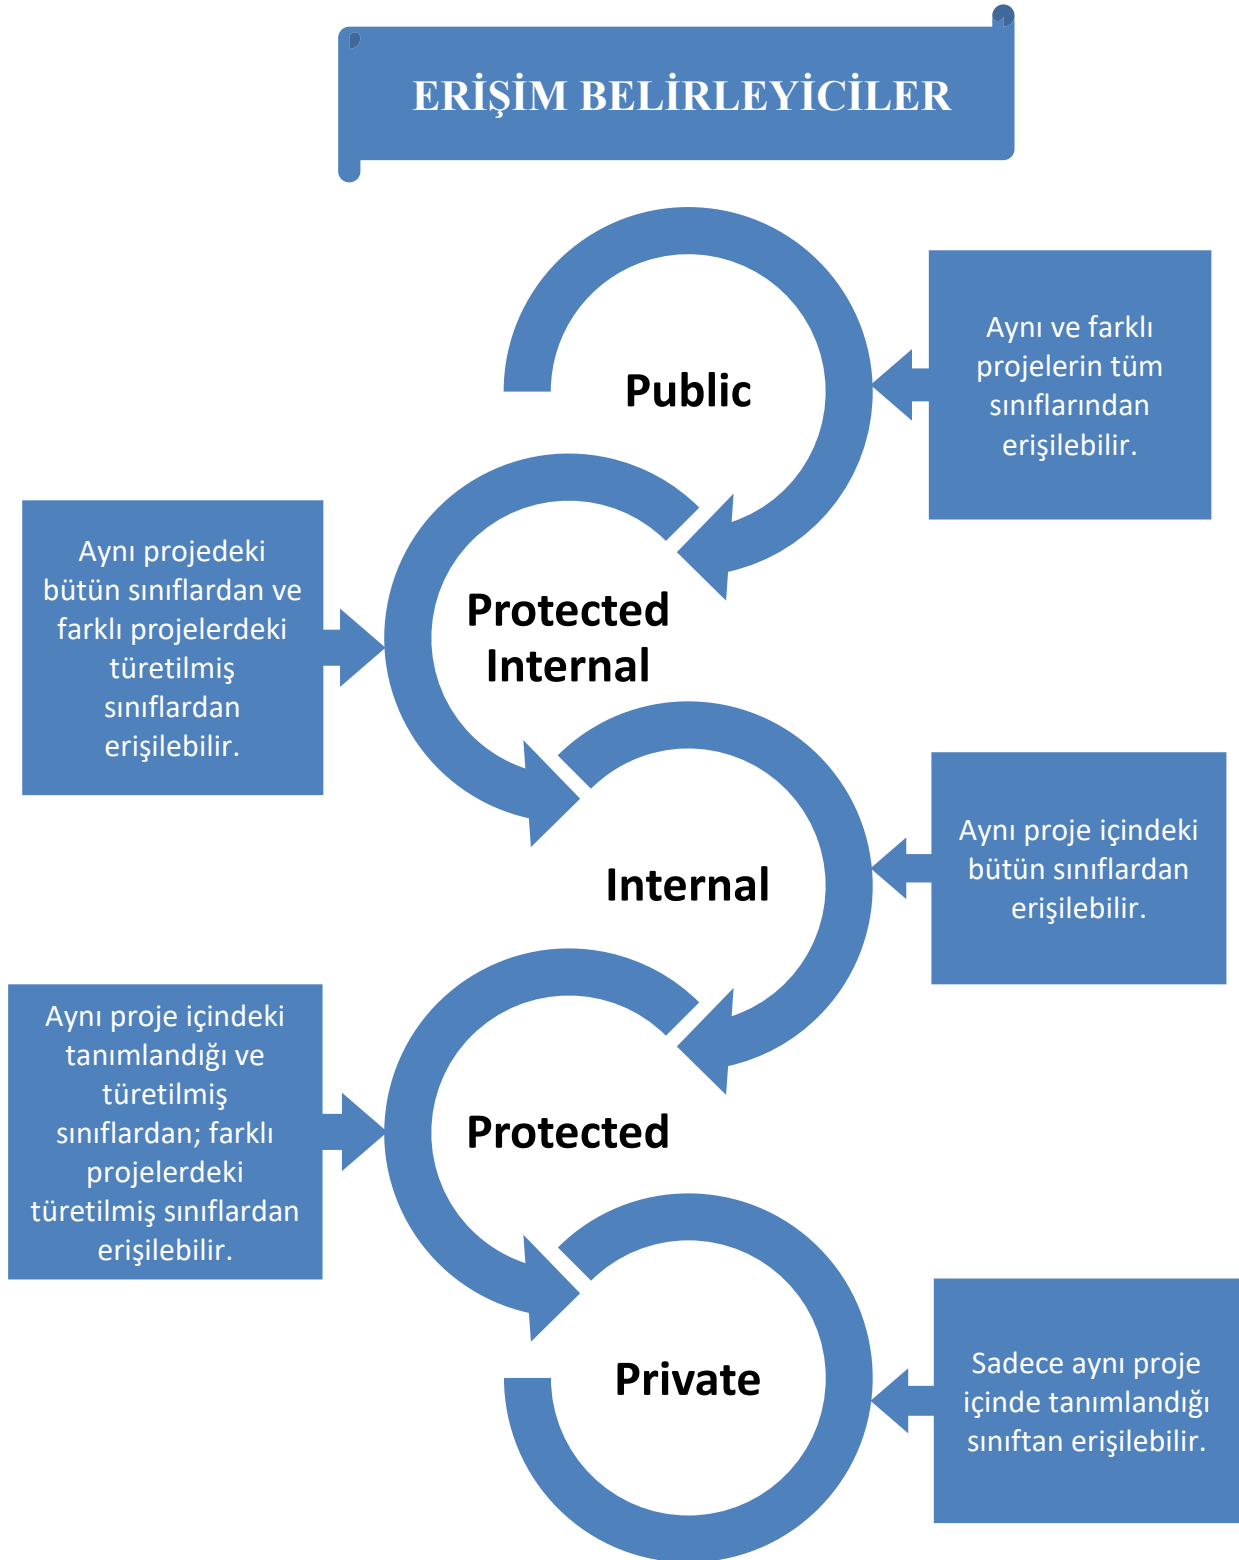 ERİŞİM BELİRLEYİCİLER
Public
Aynı ve farklı
projelerin tüm
sınıflarından
erişilebilir.
Aynı projedeki
bütün sınıflardan ve
farklı projelerdeki
türetilmiş
sınıflardan
erişilebilir.
Protected
Internal
Internal
Aynı proje içindeki
bütün sınıflardan
erişilebilir.
Aynı proje içindeki
tanımlandığı ve
türetilmiş
sınıflardan; farklı
projelerdeki
türetilmiş sınıflardan
erişilebilir.
Protected
Private
Sadece aynı proje
içinde tanımlandığı
sınıftan erişilebilir.